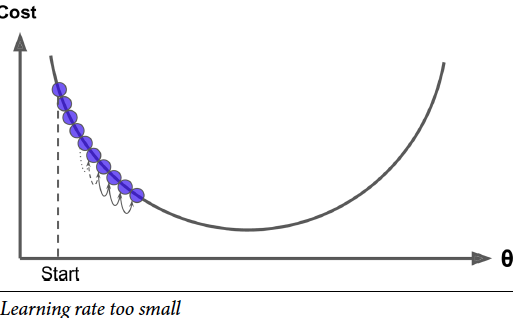 Cost
θ
Start
Learning rate too small